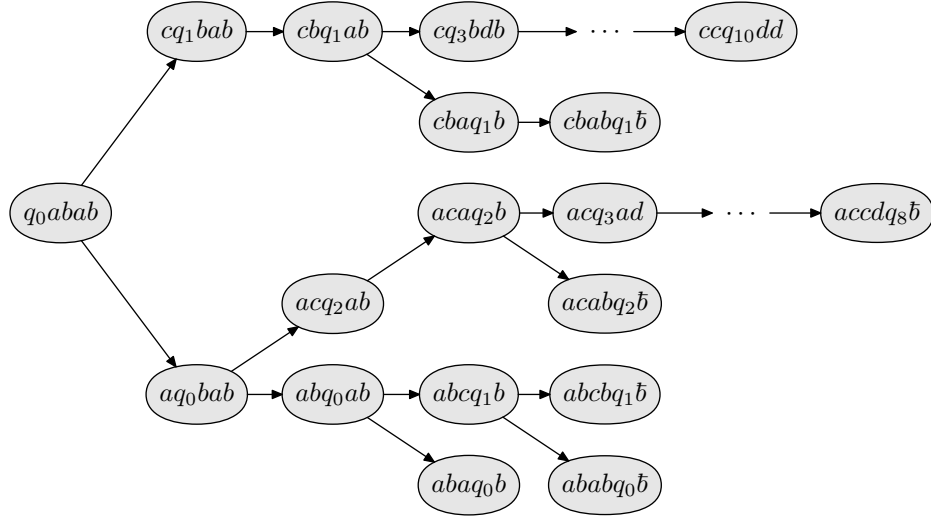 cq₁bab cbq₁ab cq₃bdb ··· ccq₁₀dd
cbaq₁b cbabq₁ƀ
q₀abab acaq₂b acq₃ad ··· accdq₈ƀ
acq₂ab acabq₂ƀ
aq₀bab abq₀ab abcq₁b abcbq₁ƀ
abaq₀b ababq₀ƀ